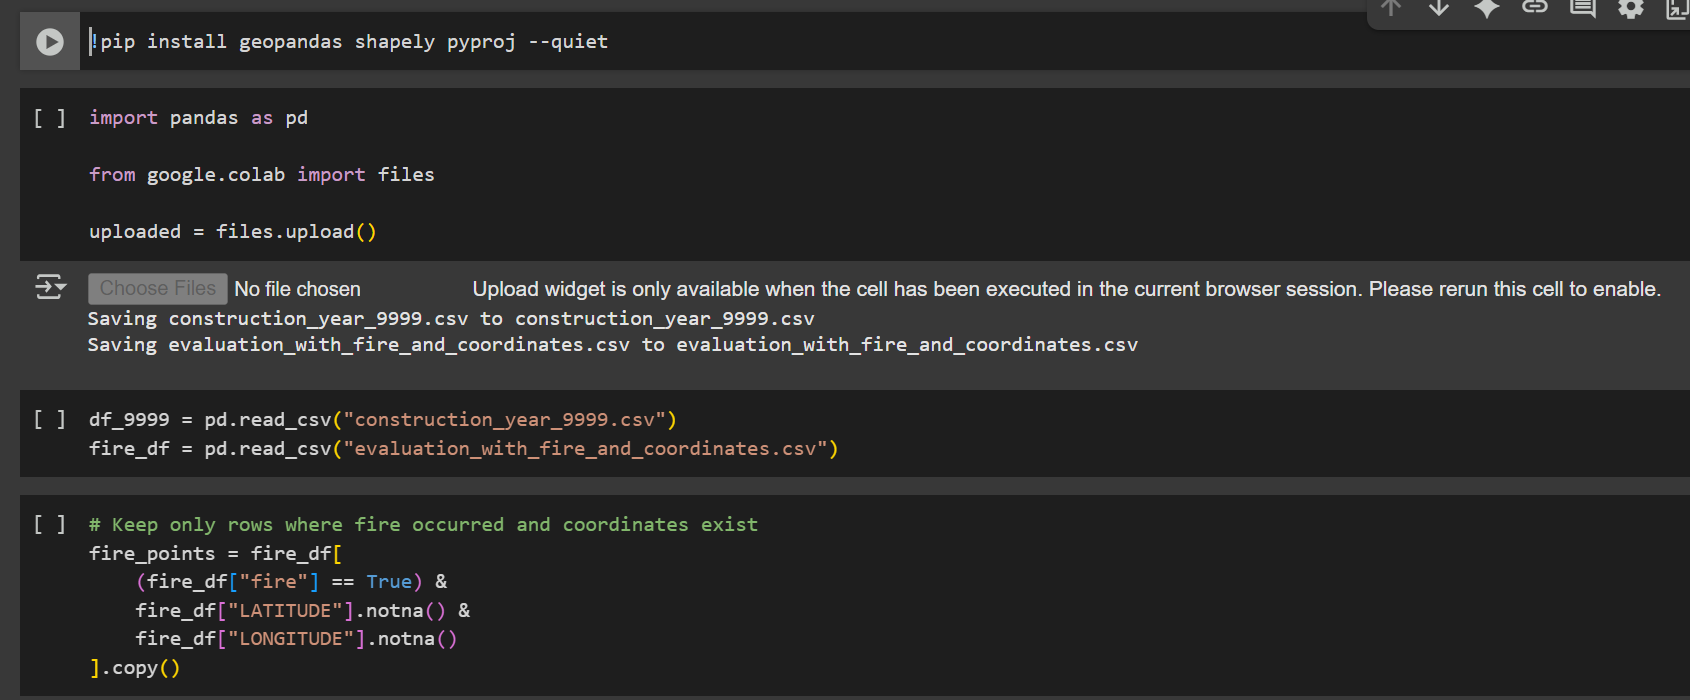 !pip install geopandas shapely pyproj --quiet
[ ] import pandas as pd
from google.colab import files
uploaded = files.upload()
Choose Files No file chosen Upload widget is only available when the cell has been executed in the current browser session. Please rerun this cell to enable.
Saving construction_year_9999.csv to construction_year_9999.csv
Saving evaluation_with_fire_and_coordinates.csv to evaluation_with_fire_and_coordinates.csv
[ ] df_9999 = pd.read_csv("construction_year_9999.csv")
fire_df = pd.read_csv("evaluation_with_fire_and_coordinates.csv")
[ ] # Keep only rows where fire occurred and coordinates exist
fire_points = fire_df[
    (fire_df["fire"] == True) &
    fire_df["LATITUDE"].notna() &
    fire_df["LONGITUDE"].notna()
].copy()